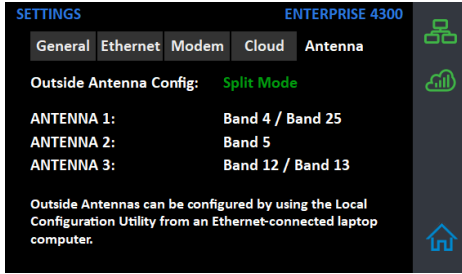 SETTINGS ENTERPRISE 4300
General Ethernet Modem Cloud Antenna
Outside Antenna Config: Split Mode
ANTENNA 1: Band 4 / Band 25
ANTENNA 2: Band 5
ANTENNA 3: Band 12 / Band 13
Outside Antennas can be configured by using the Local
Configuration Utility from an Ethernet-connected laptop
computer.